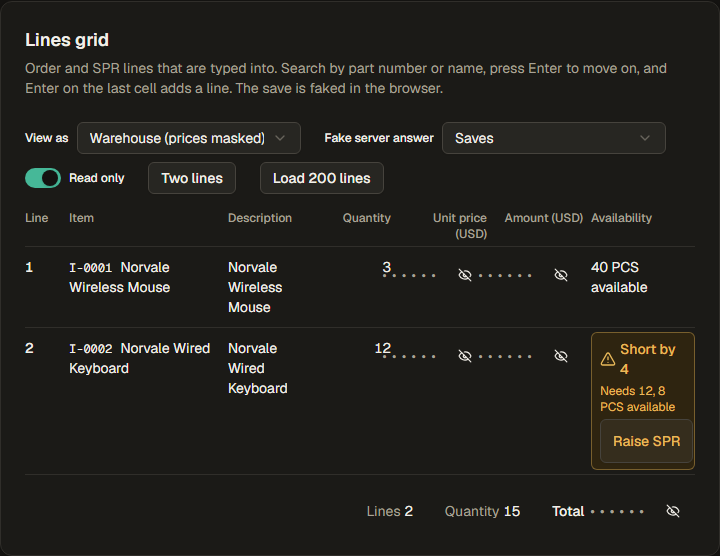 Lines grid
Order and SPR lines that are typed into. Search by part number or name, press Enter to move on, and
Enter on the last cell adds a line. The save is faked in the browser.
View as Warehouse (prices masked) Fake server answer Saves
Read only Two lines Load 200 lines
Line Item Description Quantity Unit price (USD) Amount (USD) Availability
1 I-0001 Norvale Wireless Mouse Norvale Wireless Mouse 3 •••••• •••••• 40 PCS available
2 I-0002 Norvale Wired Keyboard Norvale Wired Keyboard 12 •••••• •••••• Short by 4
Needs 12, 8 PCS available
Raise SPR
Lines 2 Quantity 15 Total ••••••